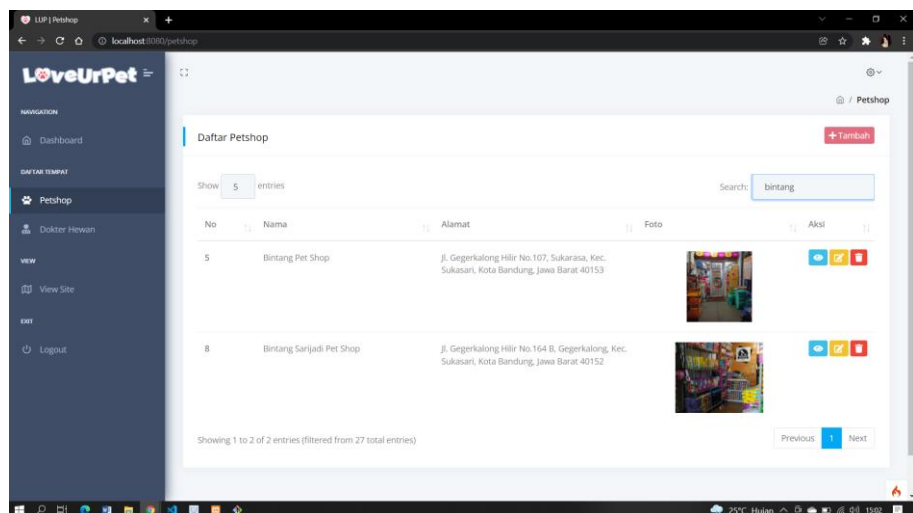 LUP | Petshop
localhost:8080/petshop
LoveUrPet
/ Petshop
NAVIGATION
Dashboard
DAFTAR TEMPAT
Petshop
Dokter Hewan
VIEW
View Site
EXIT
Logout
Daftar Petshop
+ Tambah
Show 5 entries
Search: bintang
No Nama Alamat Foto Aksi
5 Bintang Pet Shop Jl. Gegerkalong Hilir No.107, Sukarasa, Kec.
Sukasari, Kota Bandung, Jawa Barat 40153
8 Bintang Sarijadi Pet Shop Jl. Gegerkalong Hilir No.164 B, Gegerkalong, Kec.
Sukasari, Kota Bandung, Jawa Barat 40152
Showing 1 to 2 of 2 entries (filtered from 27 total entries)
Previous 1 Next
25°C Hujan 1502